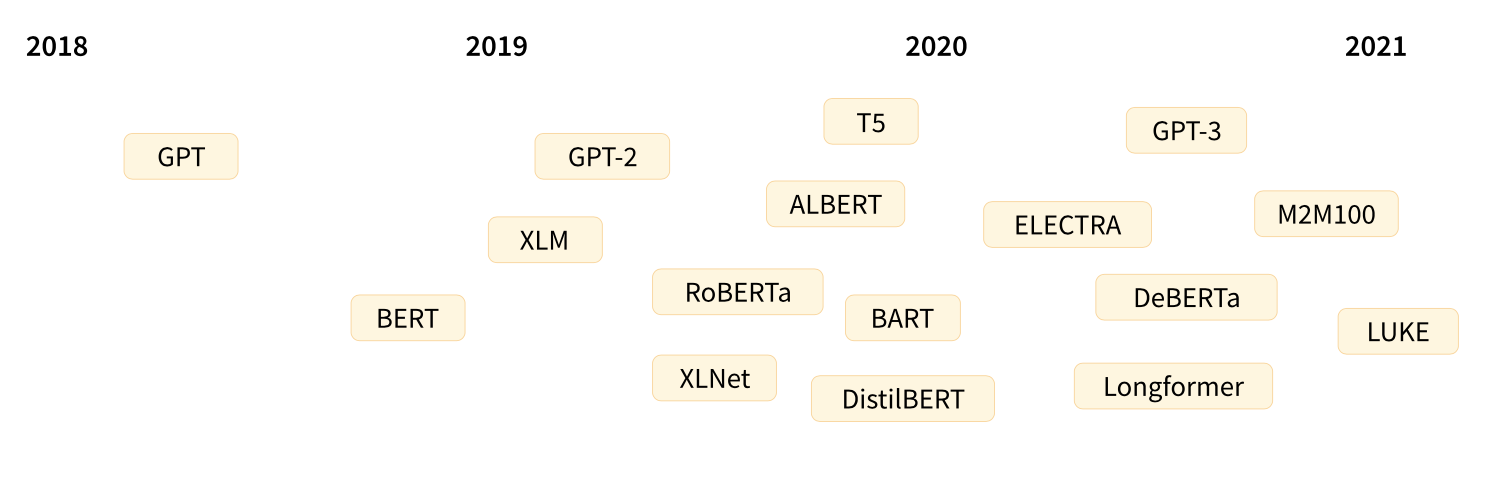 2018 2019 2020 2021
T5
GPT-3
GPT
GPT-2
ALBERT
M2M100
ELECTRA
XLM
RoBERTa
DeBERTa
BERT
BART
LUKE
XLNet
Longformer
DistilBERT